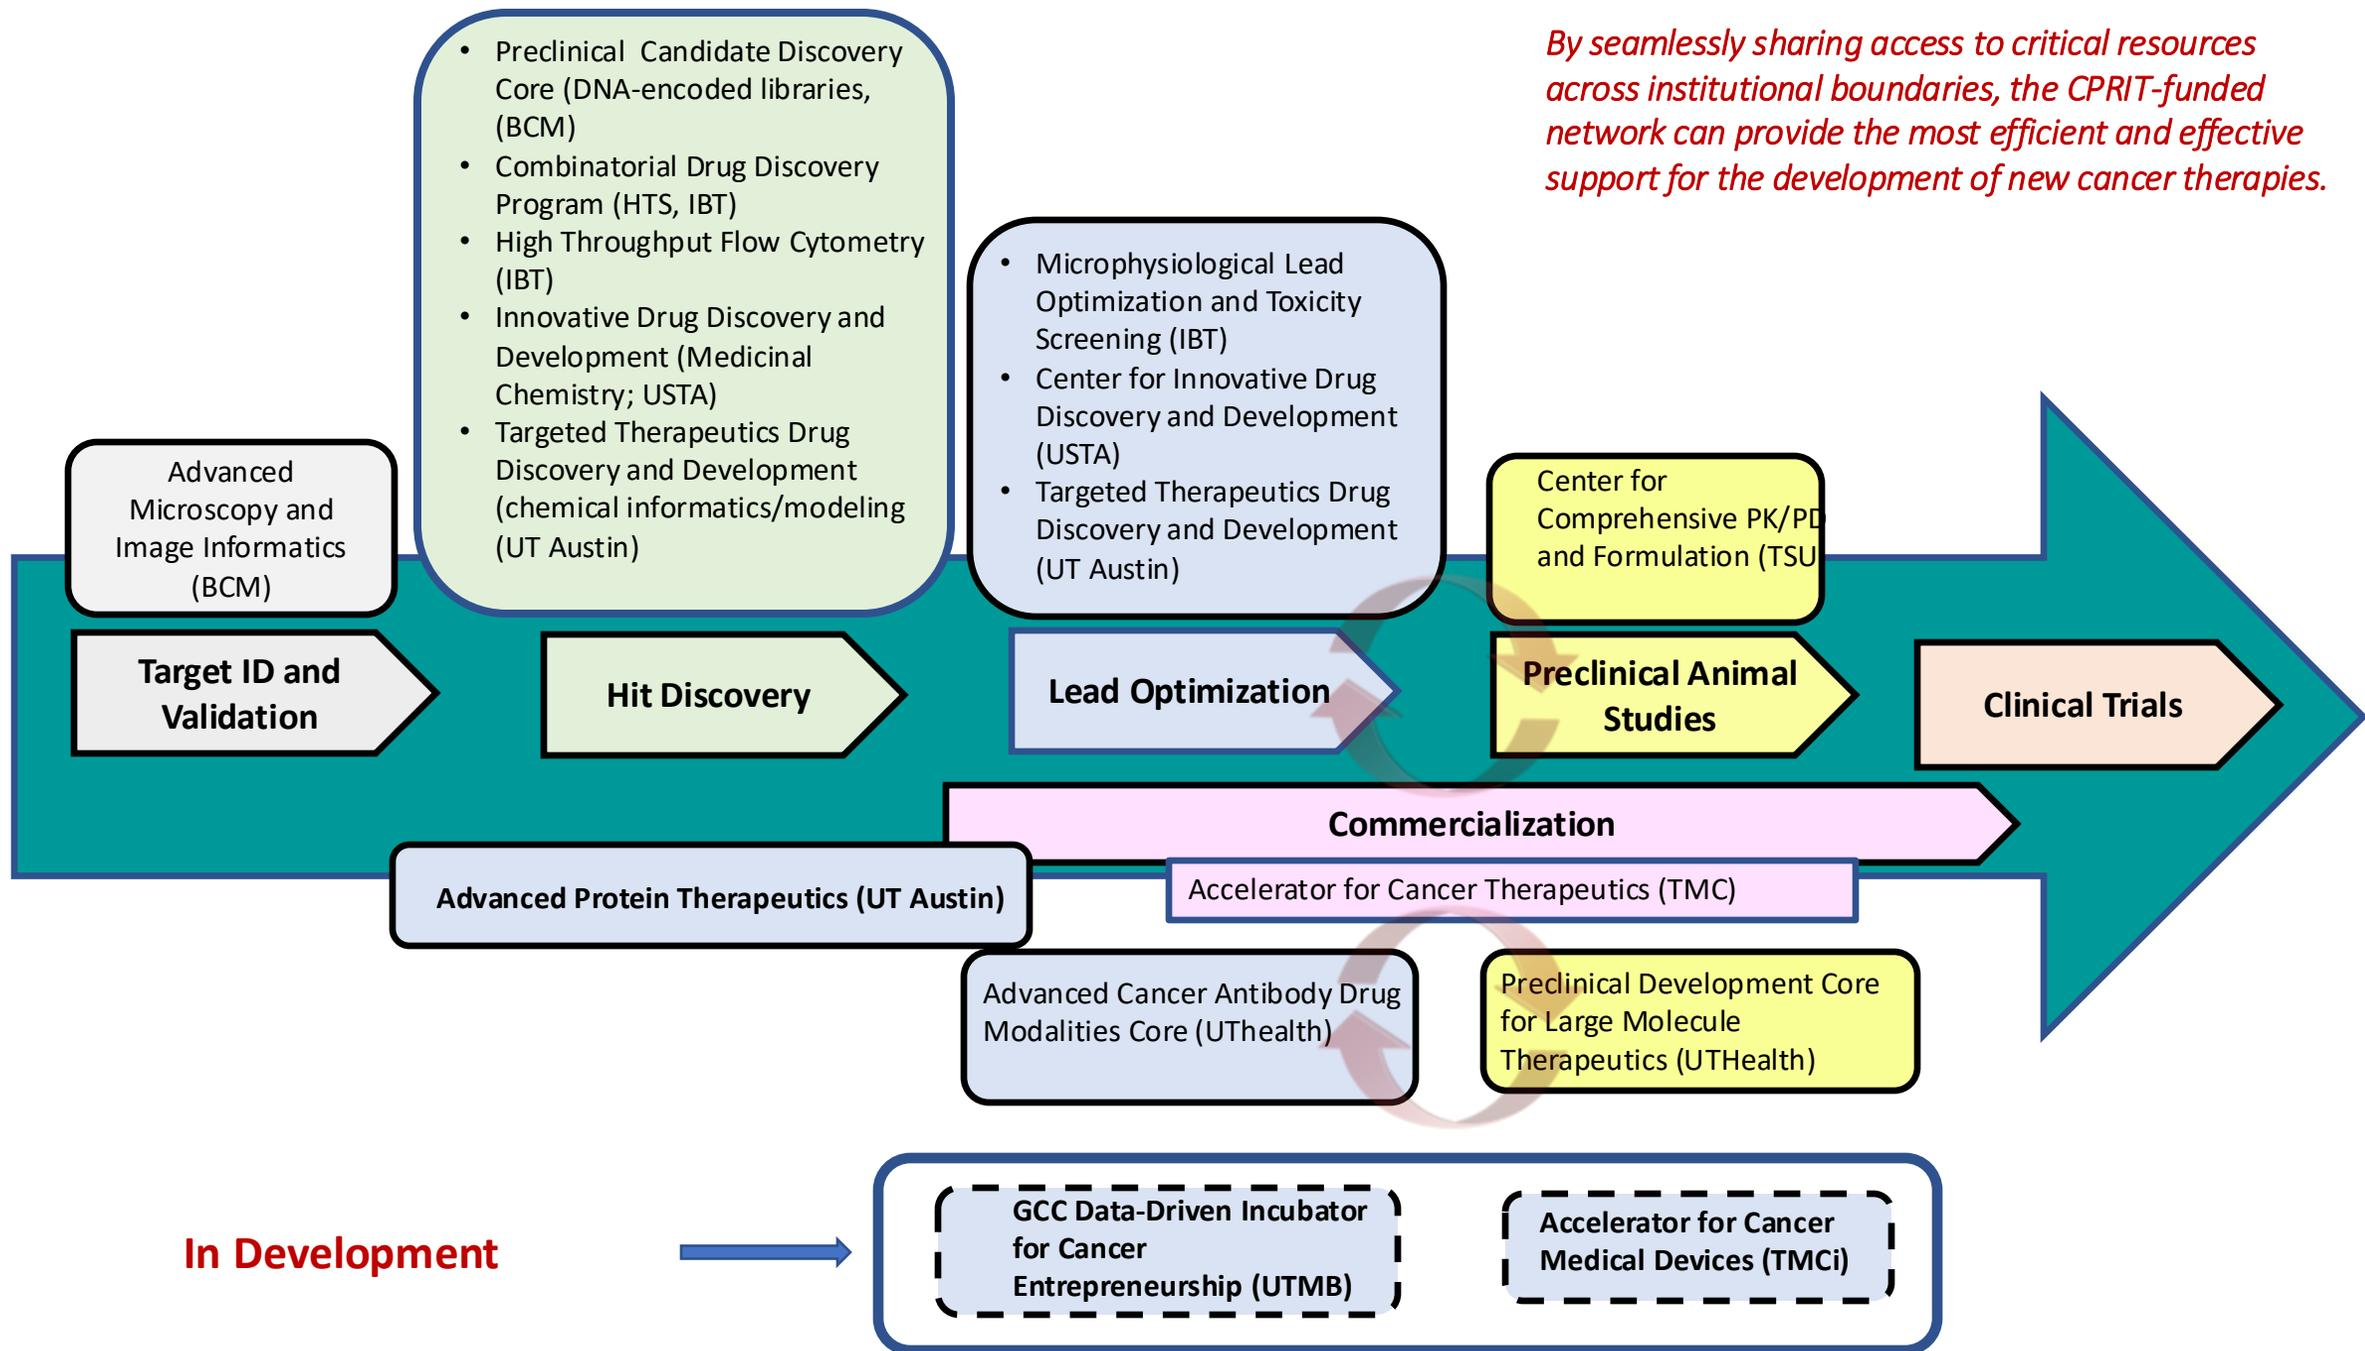 By seamlessly sharing access to critical resources
across institutional boundaries, the CPRIT-funded
network can provide the most efficient and effective
support for the development of new cancer therapies.
• Preclinical Candidate Discovery
Core (DNA-encoded libraries,
(BCM)
• Combinatorial Drug Discovery
Program (HTS, IBT)
• High Throughput Flow Cytometry
(IBT)
• Innovative Drug Discovery and
Development (Medicinal
Chemistry; USTA)
• Targeted Therapeutics Drug
Discovery and Development
(chemical informatics/modeling
(UT Austin)
• Microphysiological Lead
Optimization and Toxicity
Screening (IBT)
• Center for Innovative Drug
Discovery and Development
(USTA)
• Targeted Therapeutics Drug
Discovery and Development
(UT Austin)
Advanced
Microscopy and
Image Informatics
(BCM)
Center for
Comprehensive PK/PD
and Formulation (TSU
Target ID and
Validation
Hit Discovery
Lead Optimization
Preclinical Animal
Studies
Clinical Trials
Commercialization
Advanced Protein Therapeutics (UT Austin)
Accelerator for Cancer Therapeutics (TMC)
Advanced Cancer Antibody Drug
Modalities Core (UThealth)
Preclinical Development Core
for Large Molecule
Therapeutics (UTHealth)
In Development
GCC Data-Driven Incubator
for Cancer
Entrepreneurship (UTMB)
Accelerator for Cancer
Medical Devices (TMCi)